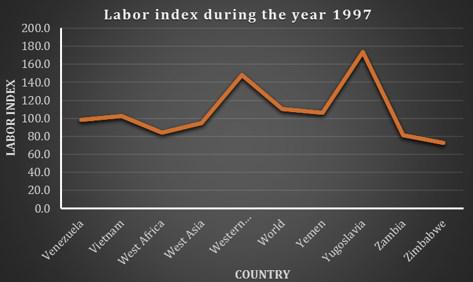 Labor index during the year 1997
200.0
180.0
160.0
140.0
120.0
100.0
80.0
60.0
40.0
20.0
0.0
LABOR INDEX
Venezuela
Vietnam
West Africa
West Asia
Western...
World
Yemen
Yugoslavia
Zambia
Zimbabwe
COUNTRY